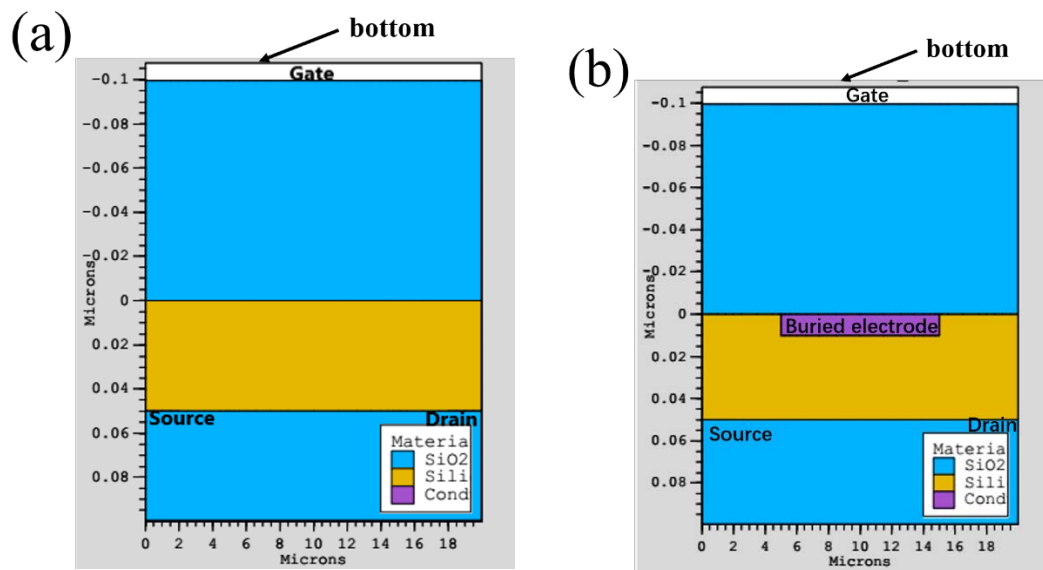 (a)
bottom
Gate
-0.1
-0.08
-0.06
-0.04
-0.02
0
0.02
0.04
0.06
0.08
Microns
Source
Drain
Materia
SiO2
Sili
Cond
0 2 4 6 8 10 12 14 16 18
Microns
(b)
bottom
Gate
-0.1
-0.08
-0.06
-0.04
-0.02
0
0.02
0.04
0.06
0.08
Microns
Buried electrode
Source
Drain
Materia
SiO2
Sili
Cond
0 2 4 6 8 10 12 14 16 18
Microns